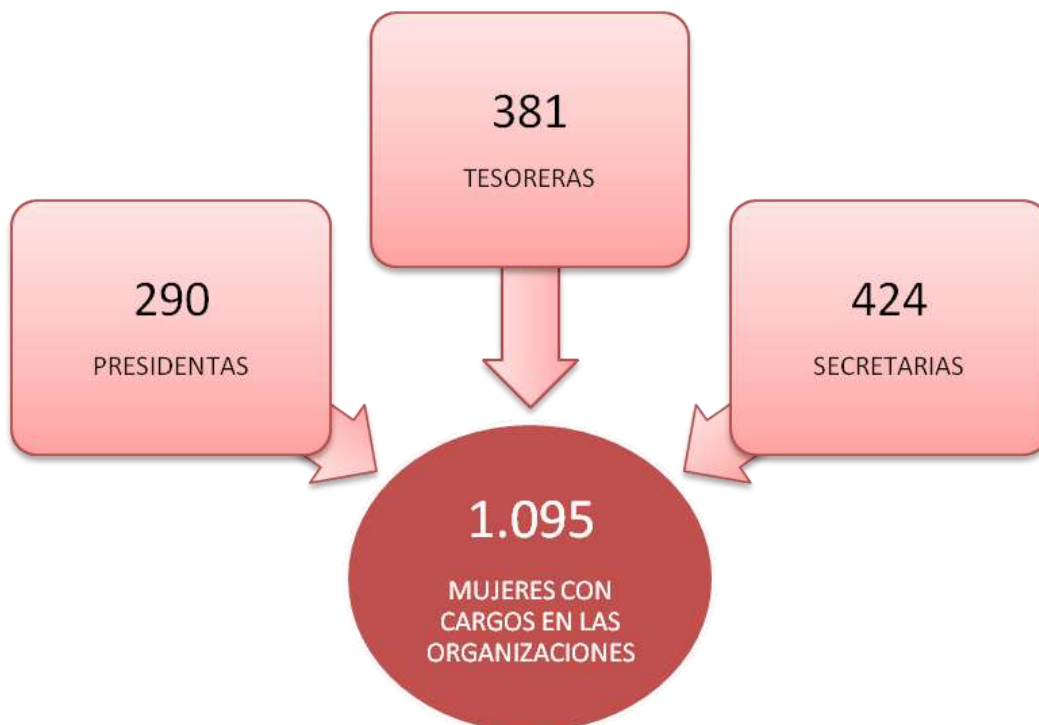 381
TESORERAS
290
PRESIDENTAS
424
SECRETARIAS
1.095
MUJERES CON
CARGOS EN LAS
ORGANIZACIONES